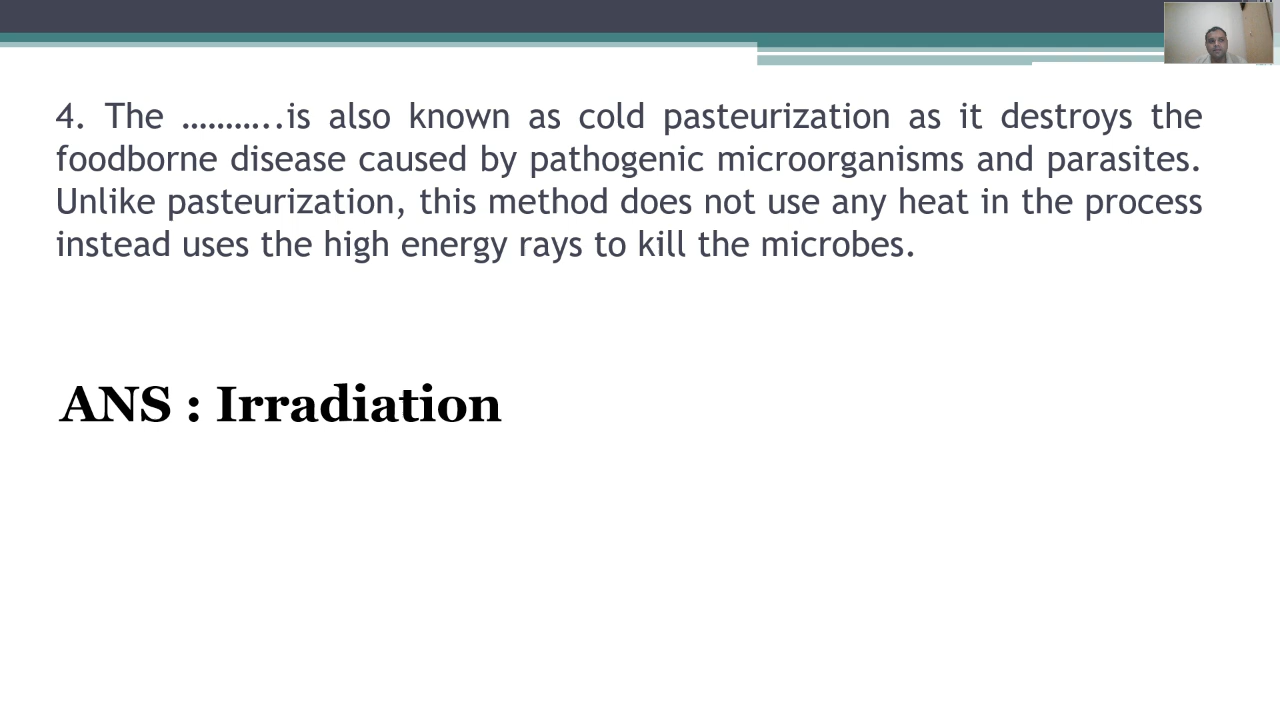 4. The ………..is also known as cold pasteurization as it destroys the
foodborne disease caused by pathogenic microorganisms and parasites.
Unlike pasteurization, this method does not use any heat in the process
instead uses the high energy rays to kill the microbes.
ANS : Irradiation